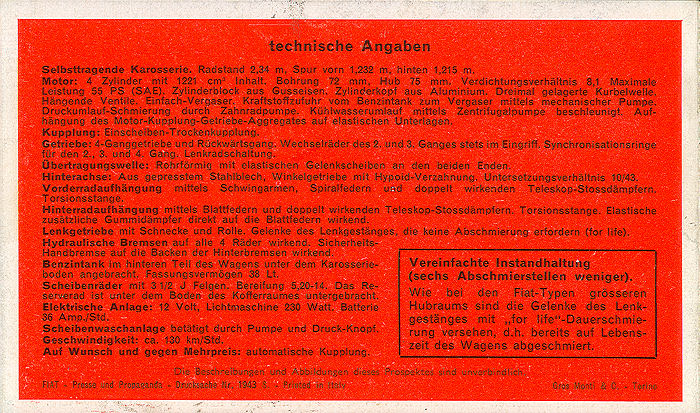 technische Angaben
Selbsttragende Karosserie. Radstand 2,34 m, Spur vorn 1,232 m, hinten 1,215 m.
Motor: 4 Zylinder mit 1221 cm³ Inhalt. Bohrung 72 mm, Hub 75 mm. Verdichtungsverhältnis 8,1. Maximale
Leistung 55 PS (SAE). Zylinderblock aus Gusseisen. Zylinderkopf aus Aluminium. Dreimal gelagerte Kurbelwelle.
Hängende Ventile. Einfach-Vergaser. Kraftstoffzufuhr vom Benzintank zum Vergaser mittels mechanischer Pumpe.
Druckumlauf-Schmierung durch Zahnradpumpe. Kühlwasserumlauf mittels Zentrifugalpumpe beschleunigt. Auf-
hängung des Motor-Kupplung-Getriebe-Aggregates auf elastischen Unterlagen.
Kupplung: Einscheiben-Trockenkupplung.
Getriebe: 4-Ganggetriebe und Rückwärtsgang. Wechselräder des 2. und 3. Ganges stets im Eingriff. Synchronisationsringe
für den 2., 3. und 4. Gang. Lenkradschaltung.
Übertragungswelle: Rohrförmig mit elastischen Gelenkscheiben an den beiden Enden.
Hinterachse: Aus gepresstem Stahlblech, Winkelgetriebe mit Hypoid-Verzahnung. Untersetzungsverhältnis 10/43.
Vorderradaufhängung mittels Schwingarmen, Spiralfedern und doppelt wirkenden Teleskop-Stossdämpfern.
Torsionsstange.
Hinterradaufhängung mittels Blattfedern und doppelt wirkenden Teleskop-Stossdämpfern. Torsionsstange. Elastische
zusätzliche Gummidämpfer direkt auf die Blattfedern wirkend.
Lenkgetriebe mit Schnecke und Rolle. Gelenke des Lenkgestänges, die keine Abschmierung erfordern (for life).
Hydraulische Bremsen auf alle 4 Räder wirkend. Sicherheits-
Handbremse auf die Backen der Hinterbremsen wirkend.
Benzintank im hinteren Teil des Wagens unter dem Karosserie-
boden angebracht. Fassungsvermögen 38 Lt.
Scheibenräder mit 3 1/2 J Felgen. Bereifung 5,20-14. Das Re-
serverad ist unter dem Boden des Kofferraumes untergebracht.
Elektrische Anlage: 12 Volt, Lichtmaschine 230 Watt, Batterie
36 Amp./Std.
Scheibenwaschanlage betätigt durch Pumpe und Druck-Knopf.
Geschwindigkeit: ca. 130 km/Std.
Auf Wunsch und gegen Mehrpreis: automatische Kupplung.
Vereinfachte Instandhaltung
(sechs Abschmierstellen weniger).
Wie bei den Fiat-Typen grösseren
Hubraums sind die Gelenke des Lenk-
gestänges mit „for life"-Dauerschmie-
rung versehen, d.h. bereits auf Lebens-
zeit des Wagens abgeschmiert.
Die Beschreibungen und Abbildungen dieses Prospektes sind unverbindlich.
FIAT - Presse und Propaganda - Drucksache Nr. 1943 - Printed in Italy
& C. - Torino